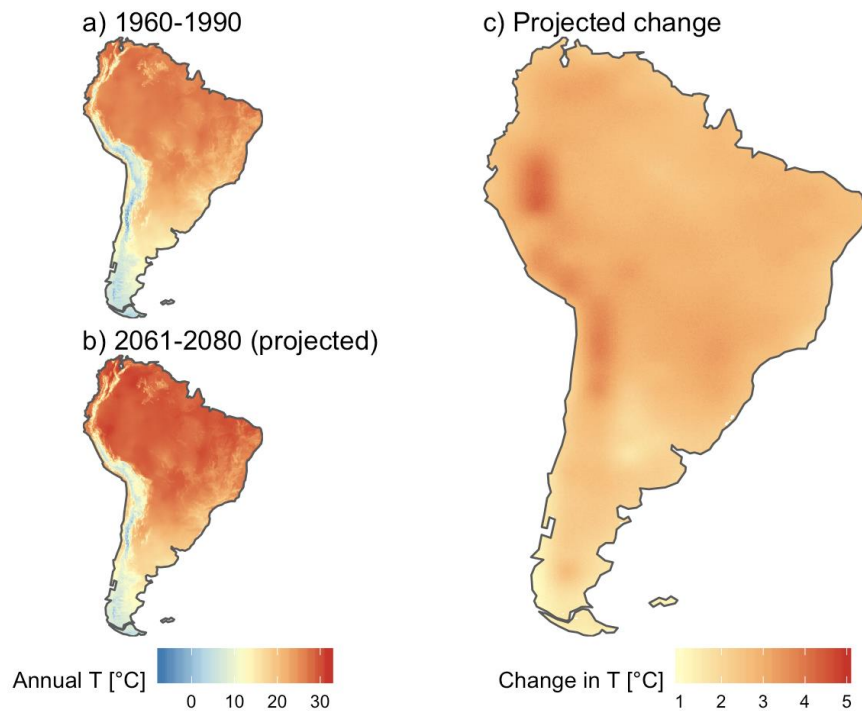 a) 1960-1990
c) Projected change
b) 2061-2080 (projected)
Annual T [°C]
0 10 20 30
Change in T [°C]
1 2 3 4 5